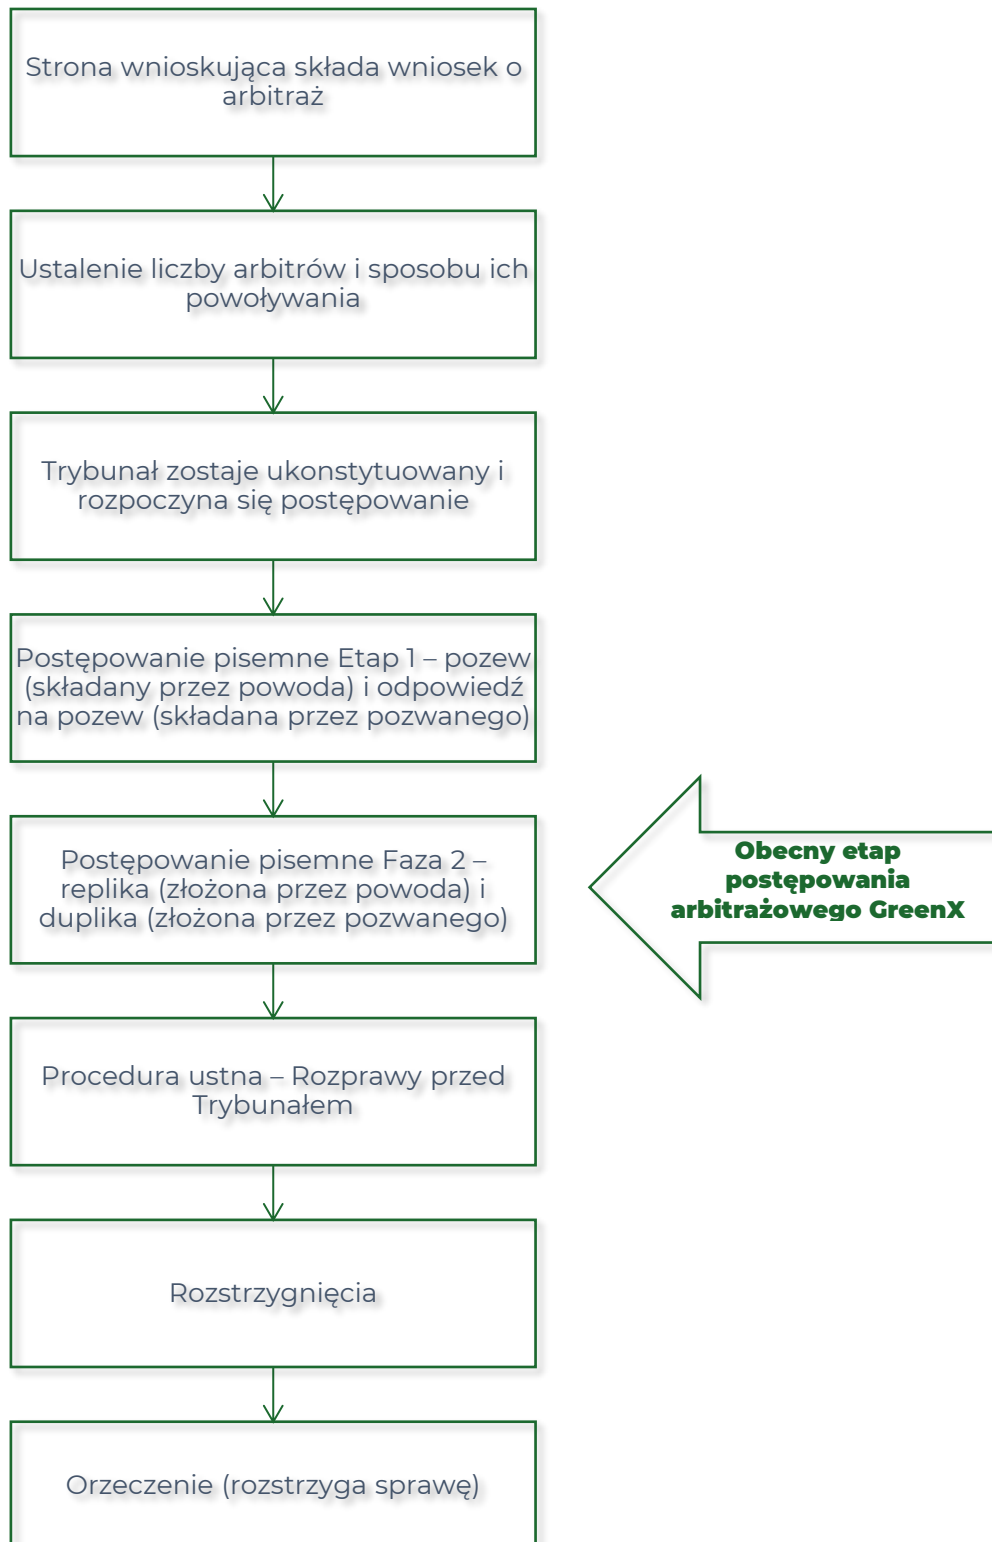 Strona wnioskująca składa wniosek o
arbitraż
Ustalenie liczby arbitrów i sposobu ich
powoływania
Trybunał zostaje ukonstytuowany i
rozpoczyna się postępowanie
Postępowanie pisemne Etap 1 – pozew
(składany przez powoda) i odpowiedź
na pozew (składana przez pozwanego)
Postępowanie pisemne Faza 2 –
replika (złożona przez powoda) i
duplika (złożona przez pozwanego)
Obecny etap
postępowania
arbitrażowego GreenX
Procedura ustna – Rozprawy przed
Trybunałem
Rozstrzygnięcia
Orzeczenie (rozstrzyga sprawę)